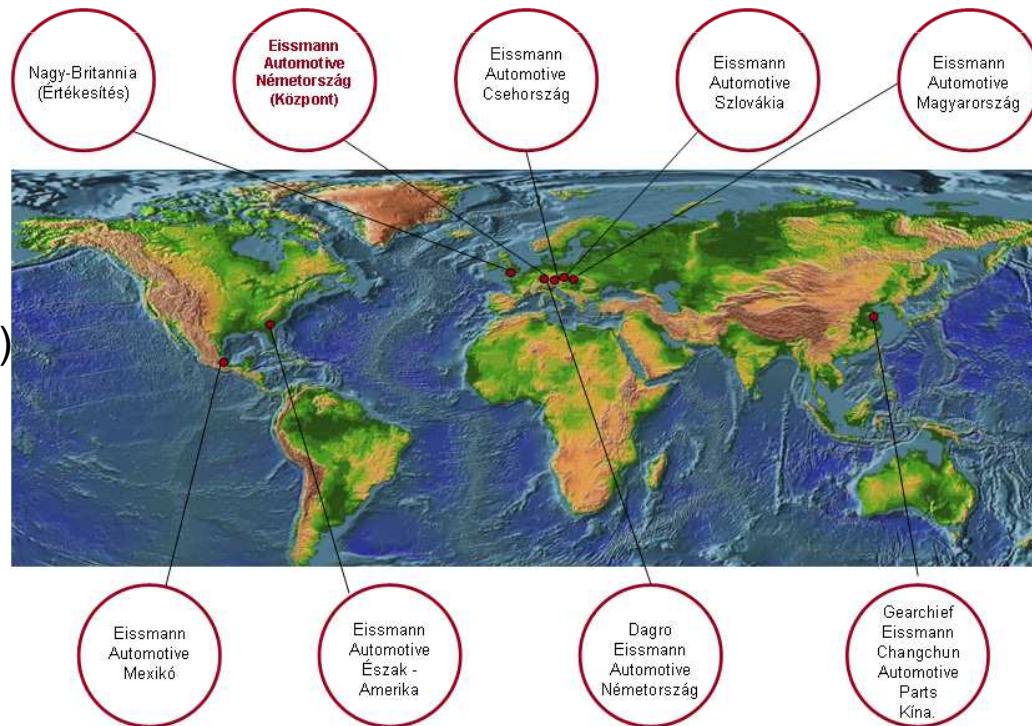 Nagy-Britannia
(Értékesítés)
Eissmann
Automotive
Németország
(Központ)
Eissmann
Automotive
Csehország
Eissmann
Automotive
Szlovákia
Eissmann
Automotive
Magyarország
)
Eissmann
Automotive
Mexikó
Eissmann
Automotive
Észak -
Amerika
Dagro
Eissmann
Automotive
Németország
Gearchief
Eissmann
Changchun
Automotive
Parts
Kína.